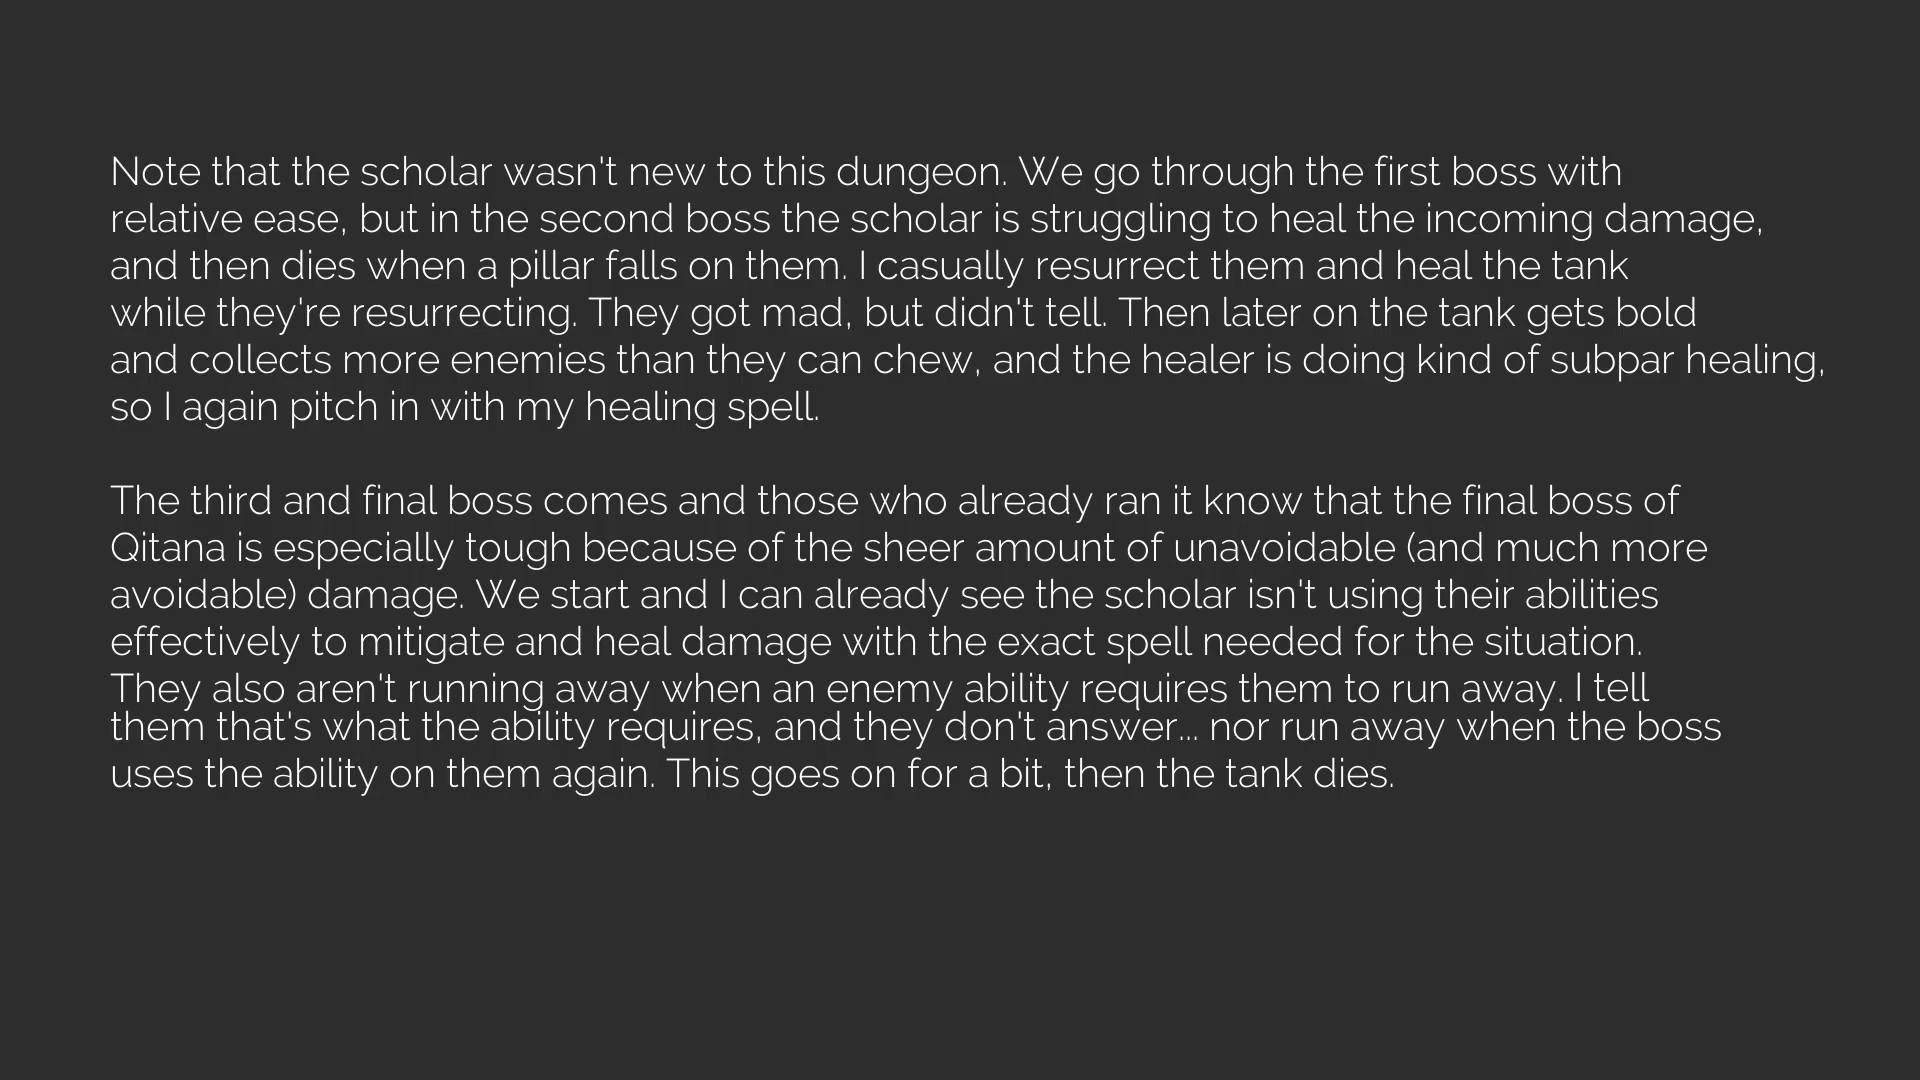 Note that the scholar wasn't new to this dungeon. We go through the first boss with
relative ease, but in the second boss the scholar is struggling to heal the incoming damage,
and then dies when a pillar falls on them. I casually resurrect them and heal the tank
while they're resurrecting. They got mad, but didn't tell. Then later on the tank gets bold
and collects more enemies than they can chew, and the healer is doing kind of subpar healing,
so I again pitch in with my healing spell.
The third and final boss comes and those who already ran it know that the final boss of
Qitana is especially tough because of the sheer amount of unavoidable (and much more
avoidable) damage. We start and I can already see the scholar isn't using their abilities
effectively to mitigate and heal damage with the exact spell needed for the situation.
They also aren't running away when an enemy ability requires them to run away. I tell
them that's what the ability requires, and they don't answer... nor run away when the boss
uses the ability on them again. This goes on for a bit, then the tank dies.